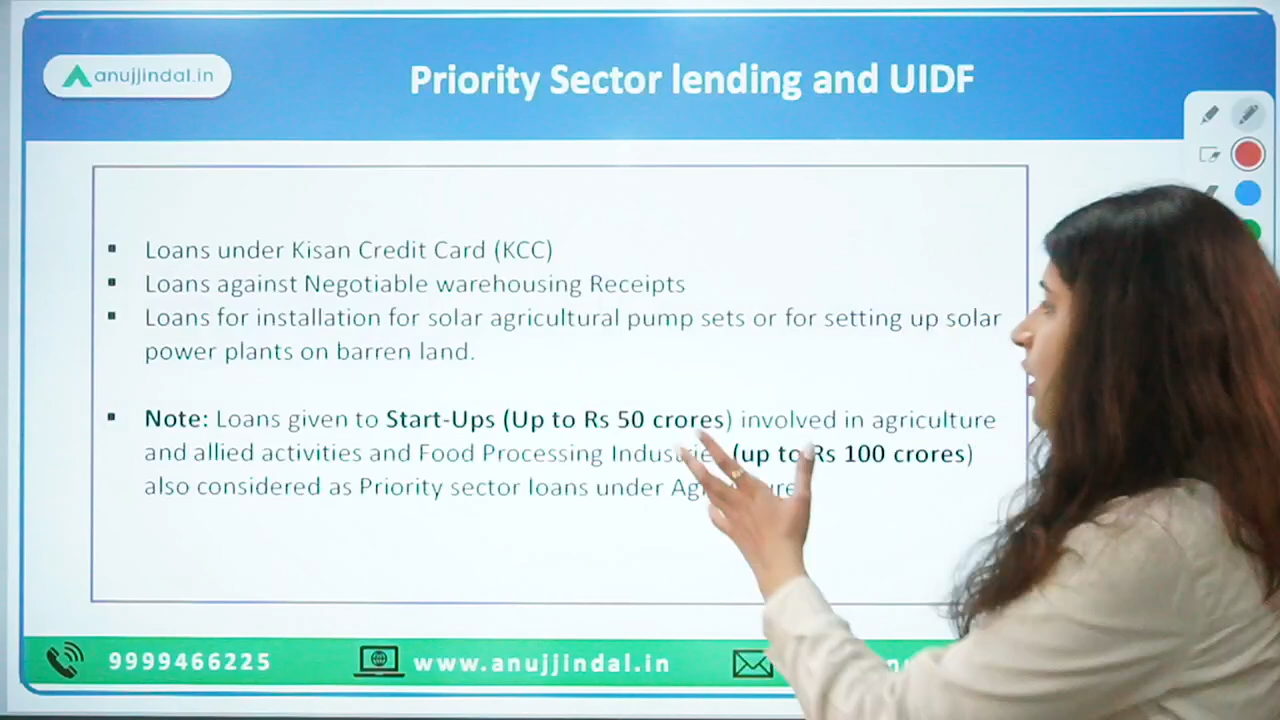 anujjindal.in
Priority Sector lending and UIDF
▪ Loans under Kisan Credit Card (KCC)
▪ Loans against Negotiable warehousing Receipts
▪ Loans for installation for solar agricultural pump sets or for setting up solar
power plants on barren land.
▪ Note: Loans given to Start-Ups (Up to Rs 50 crores) involved in agriculture
and allied activities and Food Processing (up to Rs 100 crores)
also considered as Priority sector loans under
9999466225
www.anujjindal.in